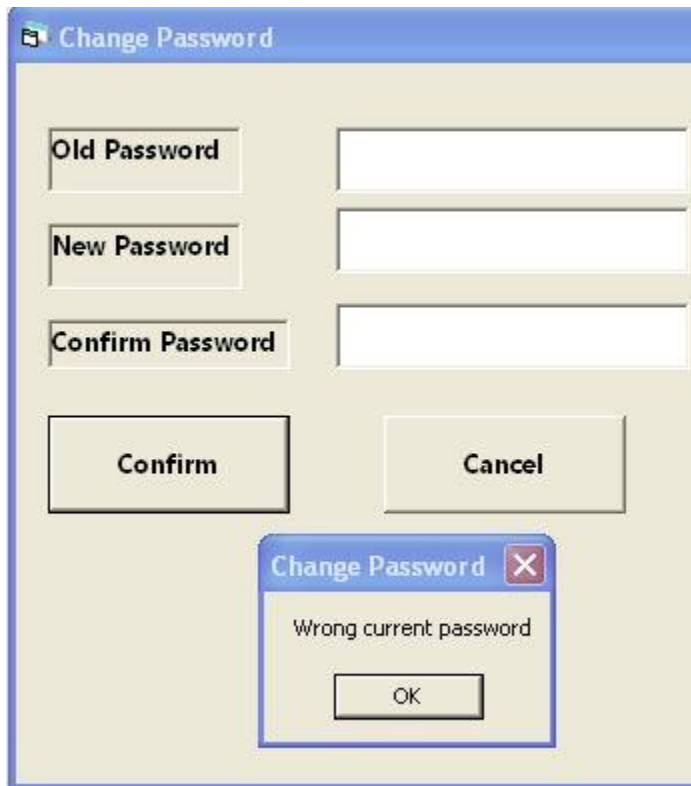 Change Password
Old Password
New Password
Confirm Password
Confirm
Cancel
Change Password
Wrong current password
OK